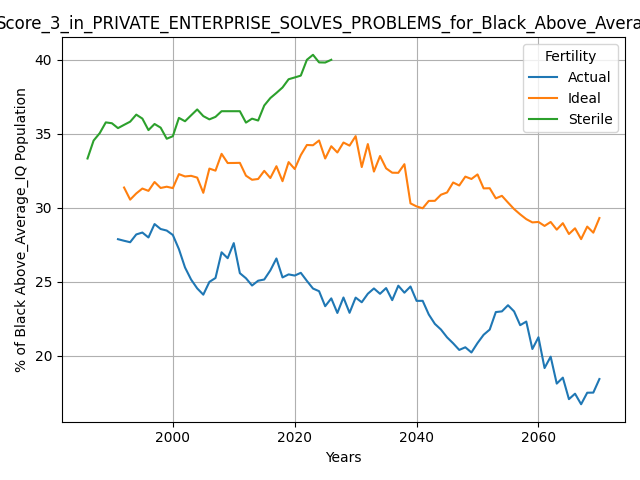 Score_3_in_PRIVATE_ENTERPRISE_SOLVES_PROBLEMS_for_Black_Above_Avera
% of Black Above_Average_IQ Population
40
35
30
25
20
Fertility
Actual
Ideal
Sterile
2000
2020
2040
2060
Years